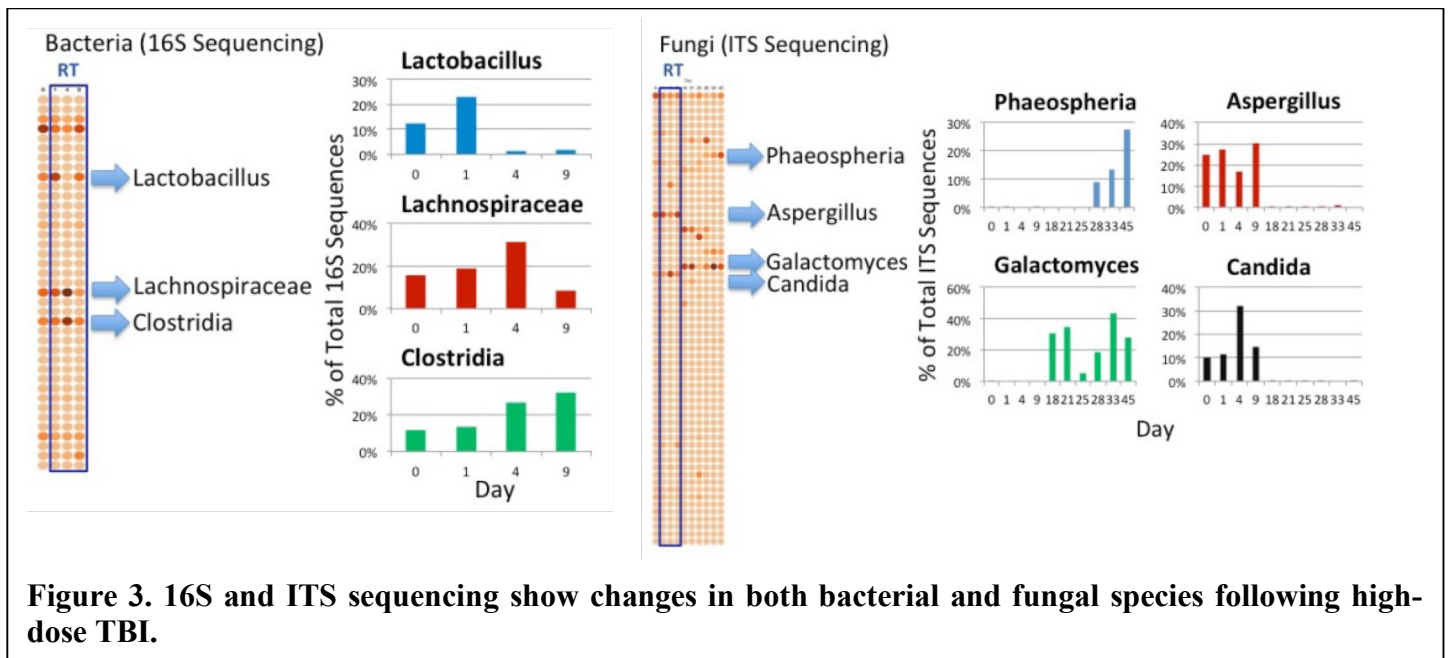 Bacteria (16S Sequencing)
RT
Lactobacillus
Lachnospiraceae
Clostridia
% of Total 16S Sequences
Lactobacillus
30%
20%
10%
0%
0 1 4 9
Lachnospiraceae
40%
20%
0%
0 1 4 9
Clostridia
40%
20%
0%
0 1 4 9
Day
Fungi (ITS Sequencing)
RT
Phaeospheria
Aspergillus
Galactomyces
Candida
% of Total ITS Sequences
Phaeospheria
30%
20%
10%
0%
0 1 4 9 18 21 25 28 33 45
Aspergillus
40%
30%
20%
10%
0%
0 1 4 9 18 21 25 28 33 45
Galactomyces
60%
40%
20%
0%
0 1 4 9 18 21 25 28 33 45
Candida
40%
30%
20%
10%
0%
0 1 4 9 18 21 25 28 33 45
Day
Figure 3. 16S and ITS sequencing show changes in both bacterial and fungal species following high-
dose TBI.